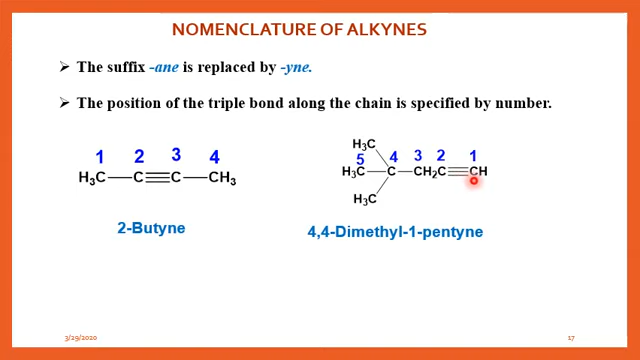 NOMENCLATURE OF ALKYNES
➢ The suffix -ane is replaced by -yne.
➢ The position of the triple bond along the chain is specified by number.
1 2 3 4
H3C—C≡C—CH3
2-Butyne
H3C
5 4 3 2 1
H3C—C—CH2C≡CH
H3C
4,4-Dimethyl-1-pentyne
3/29/2020
17